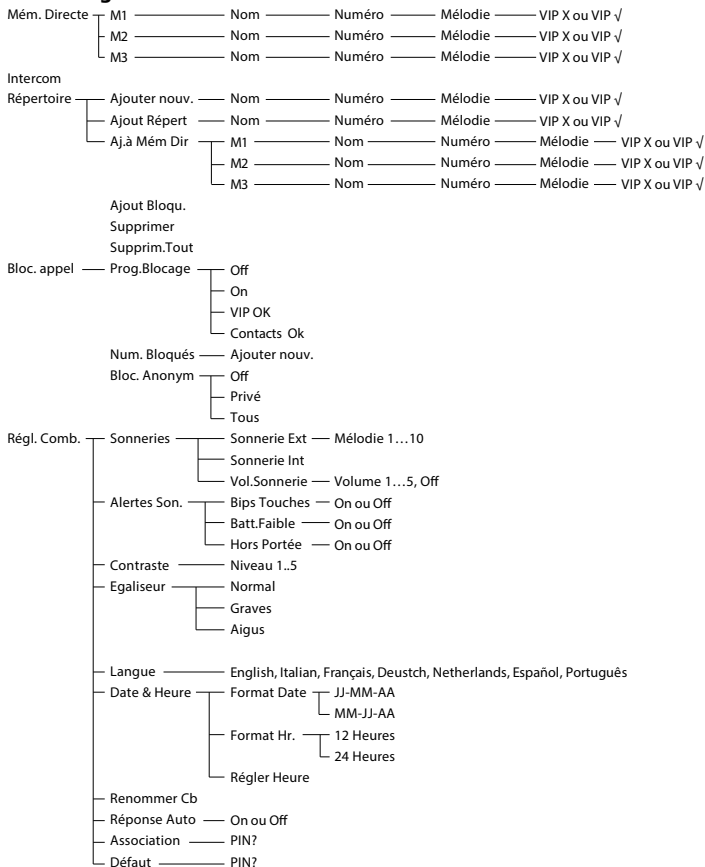 Mém. Directe M1 Nom Numéro Mélodie VIP X ou VIP √
M2 Nom Numéro Mélodie VIP X ou VIP √
M3 Nom Numéro Mélodie VIP X ou VIP √
Intercom
Répertoire Ajouter nouv. Nom Numéro Mélodie VIP X ou VIP √
Ajout Répert Nom Numéro Mélodie VIP X ou VIP √
Aj.à Mém Dir M1 Nom Numéro Mélodie VIP X ou VIP √
M2 Nom Numéro Mélodie VIP X ou VIP √
M3 Nom Numéro Mélodie VIP X ou VIP √
Ajout Bloqu.
Supprimer
Supprim.Tout
Bloc. appel Prog.Blocage Off
On
VIP OK
Contacts Ok
Num. Bloqués Ajouter nouv.
Bloc. Anonym Off
Privé
Tous
Régl. Comb. Sonneries Sonnerie Ext Mélodie 1…10
Sonnerie Int
Vol.Sonnerie Volume 1…5, Off
Alertes Son. Bips Touches On ou Off
Batt.Faible On ou Off
Hors Portée On ou Off
Contraste Niveau 1..5
Egaliseur Normal
Graves
Aigus
Langue English, Italian, Français, Deustch, Netherlands, Español, Português
Date & Heure Format Date JJ-MM-AA
MM-JJ-AA
Format Hr. 12 Heures
24 Heures
Régler Heure
Renommer Cb
Réponse Auto On ou Off
Association PIN?
Défaut PIN?